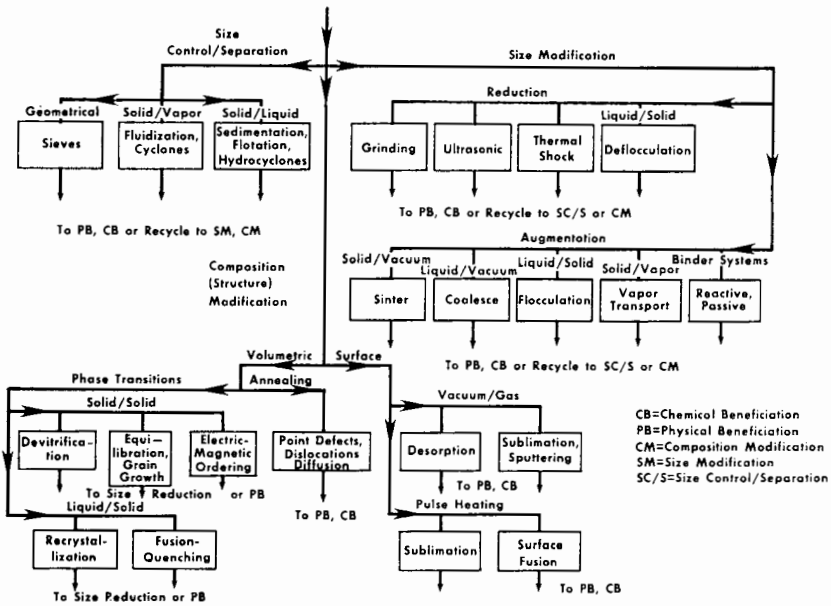 Size
Control/Separation
Size Modification
Reduction
Geometrical
Solid/Vapor
Solid/Liquid
Liquid/Solid
Sieves
Fluidization,
Cyclones
Sedimentation,
Flotation,
Hydrocyclones
Grinding
Ultrasonic
Thermal
Shock
Deflocculation
To PB, CB or Recycle to SM, CM
To PB, CB or Recycle to SC/S or CM
Augmentation
Solid/Vacuum
Liquid/Vacuum
Liquid/Solid
Solid/Vapor
Binder Systems
Sinter
Coalesce
Flocculation
Vapor
Transport
Reactive,
Passive
To PB, CB or Recycle to SC/S or CM
Composition
(Structure)
Madification
Volumetric
Surface
Phase Transitions
Annealing
Solid/Solid
Devitrifica-
tion
Equi-
libration,
Grain
Growth
Electric-
Magnetic
Ordering
Point Defects,
Dislocations
Diffusion
To Size Reduction or PB
To PB, CB
Liquid/Solid
Recrystal-
lization
Fusion-
Quenching
To Size Reduction or PB
Vacuum/Gas
Desorption
Sublimation,
Sputtering
To PB, CB
Pulse Heating
Sublimation
Surface
Fusion
To PB, CB
CB=Chemical Beneficiation
PB=Physical Beneficiation
CM=Composition Modification
SM=Size Modification
SC/S=Size Control/Separation